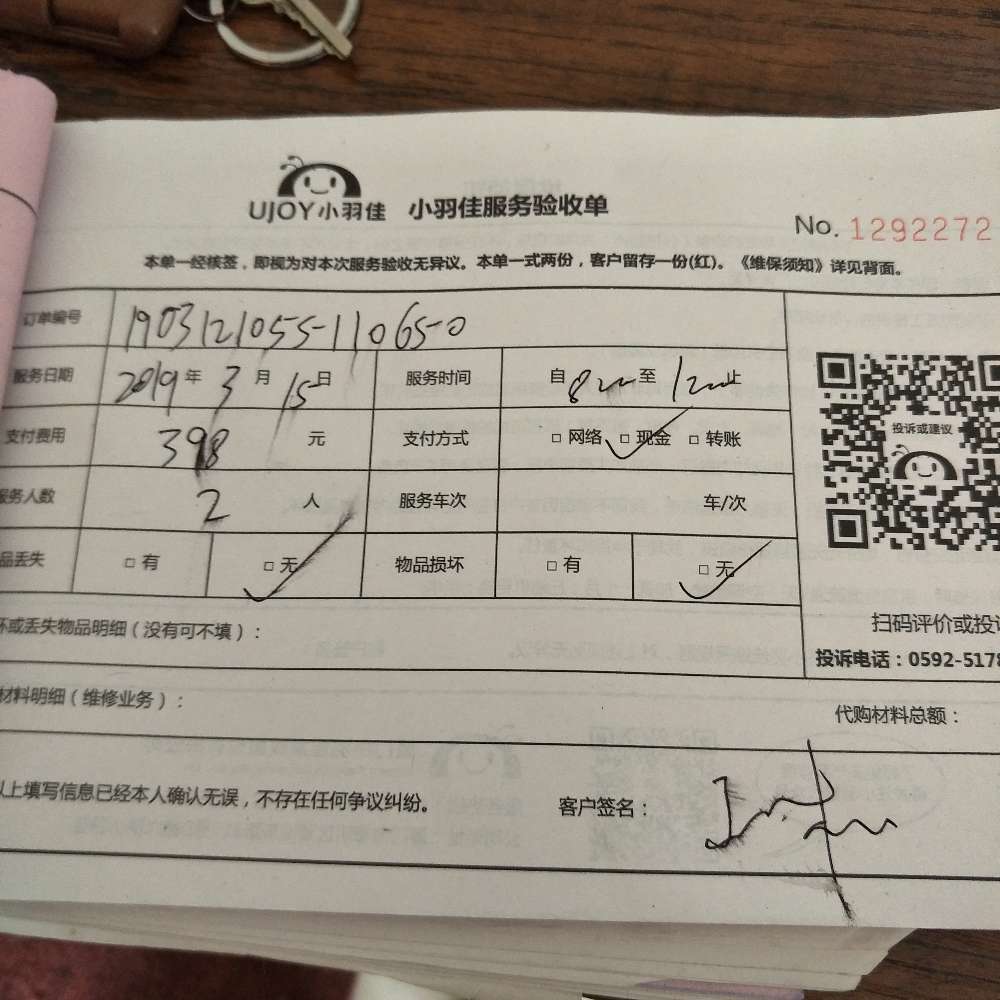 UJOY小羽佳 小羽佳服务验收单
No. 1292272
本单一经核签，即视为对本次服务验收无异议。本单一式两份，客户留存一份(红)。《维保须知》详见背面。
订单编号 1903121055-11065-0
服务日期 2019 年 3 月 15 日 服务时间 自 8 至 12 止
支付费用 398 元 支付方式 □ 网络 □ 现金 □ 转账
服务人数 2 人 服务车次 车/次
品丢失 □ 有 □ 无 物品损坏 □ 有 □ 无
投诉或建议
坏或丢失物品明细（没有可不填）：
扫码评价或投诉
投诉电话：0592-5178
材料明细（维修业务）：
代购材料总额：
以上填写信息已经本人确认无误，不存在任何争议纠纷。
客户签名：